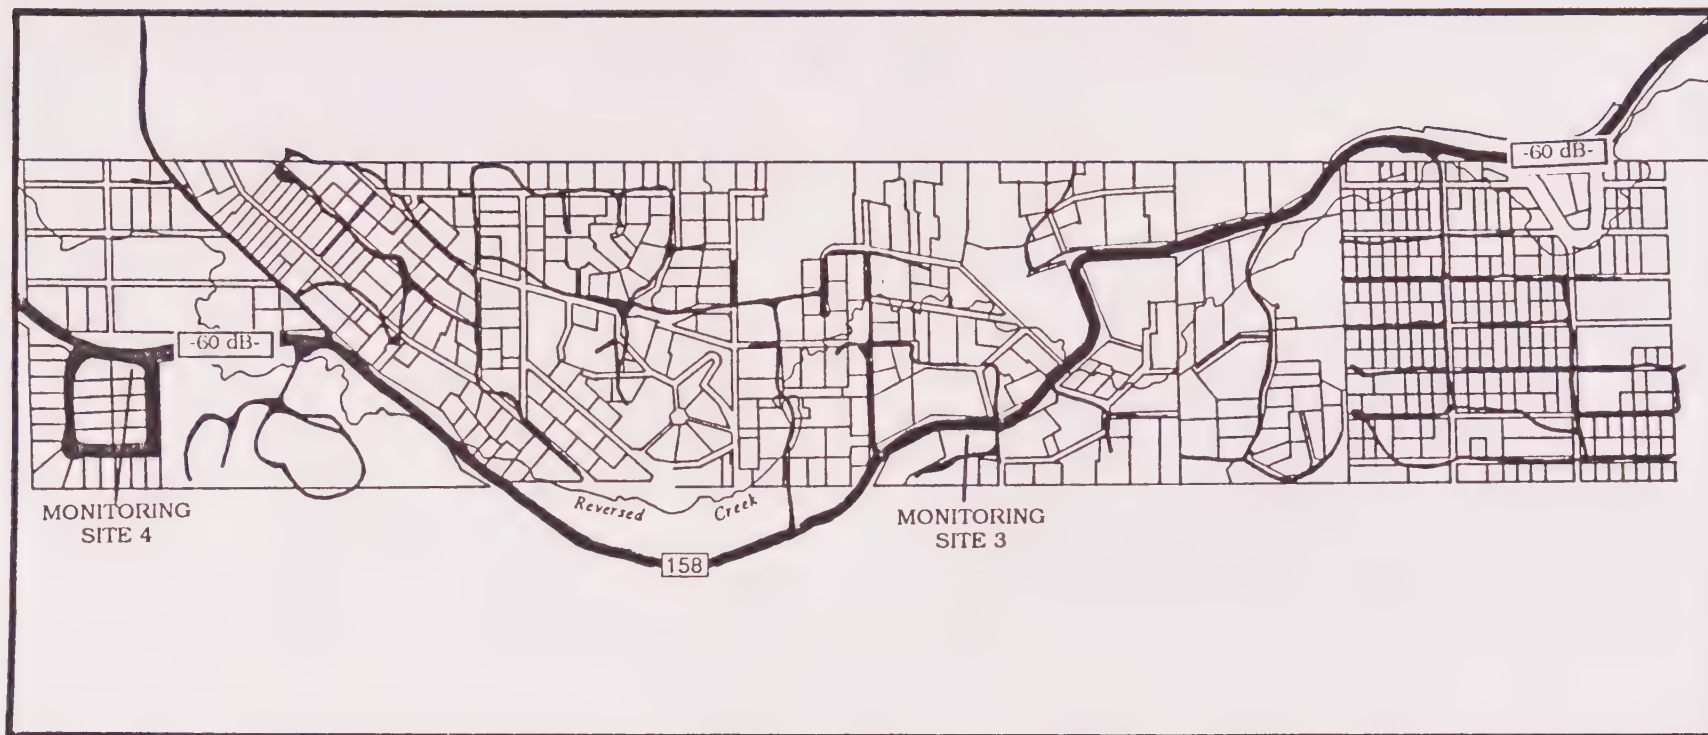 -60 dB-
-60 dB-
MONITORING
SITE 4
Reversed Creek
MONITORING
SITE 3
158